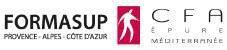 FORMASUP
PROVENCE - ALPES - CÔTE D'AZUR
CFA
ÉPURE
MÉDITERRANÉE